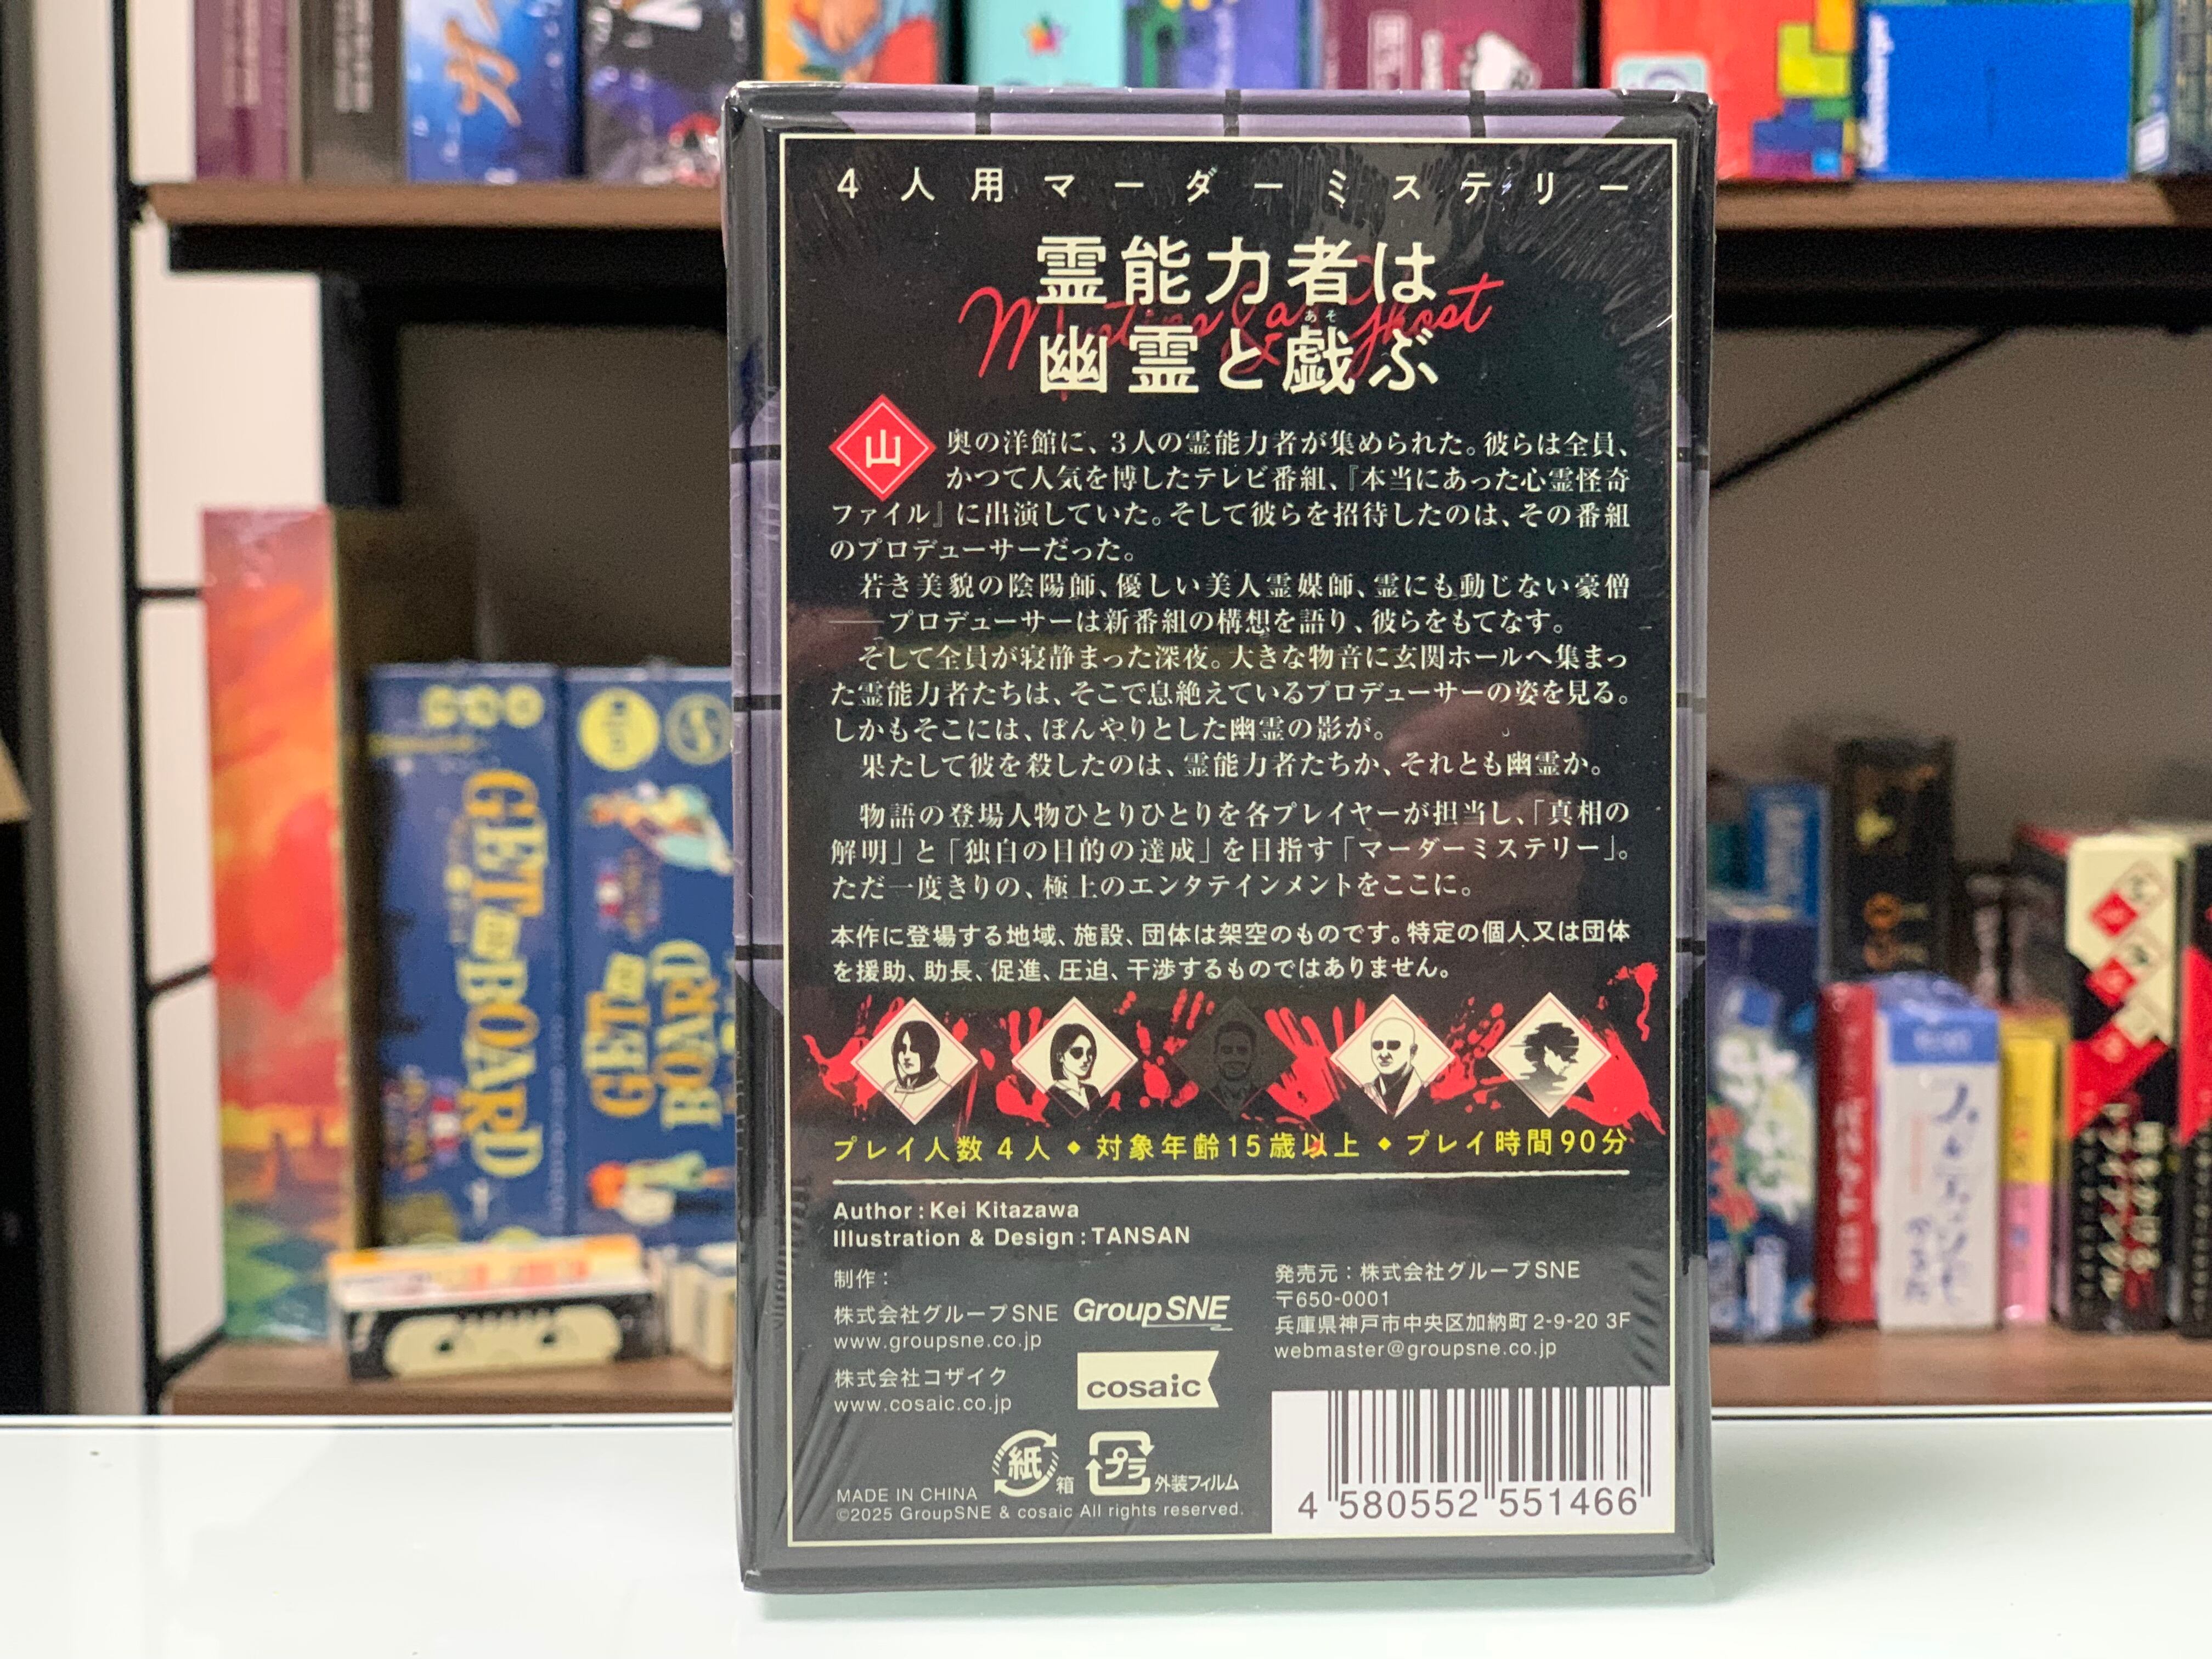 4人用マーダーミステリー
霊能力者は
幽霊と戯ぶ
あそ
山奥の洋館に、3人の霊能力者が集められた。彼らは全員、
かつて人気を博したテレビ番組、『本当にあった心霊怪奇
ファイル』に出演していた。そして彼らを招待したのは、その番組
のプロデューサーだった。
若き美貌の陰陽師、優しい美人霊媒師、霊にも動じない豪僧
──プロデューサーは新番組の構想を語り、彼らをもてなす。
そして全員が寝静まった深夜。大きな物音に玄関ホールへ集まっ
た霊能力者たちは、そこで息絶えているプロデューサーの姿を見る。
しかもそこには、ぼんやりとした幽霊の影が。
果たして彼を殺したのは、霊能力者たちか、それとも幽霊か。
物語の登場人物ひとりひとりを各プレイヤーが担当し、「真相の
解明」と「独自の目的の達成」を目指す「マーダーミステリー」。
ただ一度きりの、極上のエンタテインメントをここに。
本作に登場する地域、施設、団体は架空のものです。特定の個人又は団体
を援助、助長、促進、圧迫、干渉するものではありません。
プレイ人数4人◆対象年齢15歳以上◆プレイ時間90分
Author : Kei Kitazawa
Illustration & Design : TANSAN
制作：
株式会社グループSNE Group SNE
www.groupsne.co.jp
株式会社コザイク cosaic
www.cosaic.co.jp
発売元：株式会社グループSNE
〒650-0001
兵庫県神戸市中央区加納町2-9-20 3F
webmaster@groupsne.co.jp
紙 箱 プラ 外装フィルム
MADE IN CHINA
©2025 GroupSNE & cosaic All rights reserved.
4 580552 551466
GET ON BOARD
GET ON BOARD